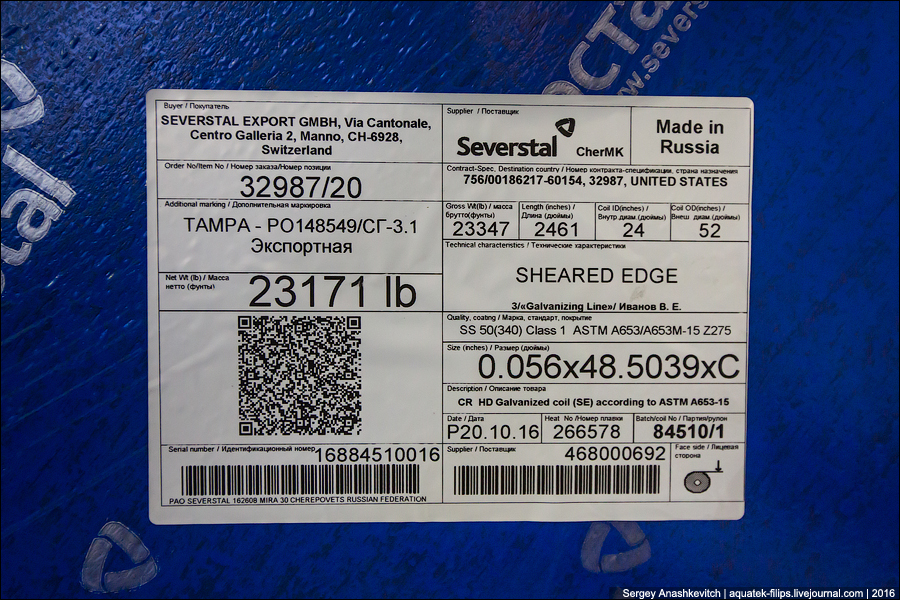 Buyer / Покупатель
SEVERSTAL EXPORT GMBH, Via Cantonale,
Centro Galleria 2, Manno, CH-6928,
Switzerland
Order No/Item No / Номер заказа/Номер позиции
32987/20
Additional marking / Дополнительная маркировка
TAMPA - PO148549/СГ-3.1
Экспортная
Net Wt (lb) / Масса
нетто (фунты)
23171 lb
Serial number / Идентификационный номер
16884510016
PAO SEVERSTAL 162608 MIRA 30 CHEREPOVETS RUSSIAN FEDERATION
Supplier / Поставщик
Severstal CherMK
Made in
Russia
Contract-Spec, Destination country / Номер контракта-спецификации, страна назначения
756/00186217-60154, 32987, UNITED STATES
Gross Wt(lb) / масса
брутто(фунты)
23347
Length (inches) /
Длина (дюймы)
2461
Coil ID(inches) /
Внутр.диам.(дюймы)
24
Coil OD(inches) /
Внеш. диам.(дюймы)
52
Technical characteristics / Технические характеристики
SHEARED EDGE
3/«Galvanizing Line»/ Иванов В. Е.
Quality, coating / Марка, стандарт, покрытие
SS 50(340) Class 1 ASTM A653/A653M-15 Z275
Size (inches) / Размер (дюймы)
0.056x48.5039xC
Description / Описание товара
CR HD Galvanized coil (SE) according to ASTM A653-15
Date / Дата
P20.10.16
Heat No /Номер плавки
266578
Batch/coil No / Партия/рулон
84510/1
Supplier / Поставщик
468000692
Face side / Лицевая
сторона
Sergey Anashkevitch | aquatek-filips.livejournal.com | 2016